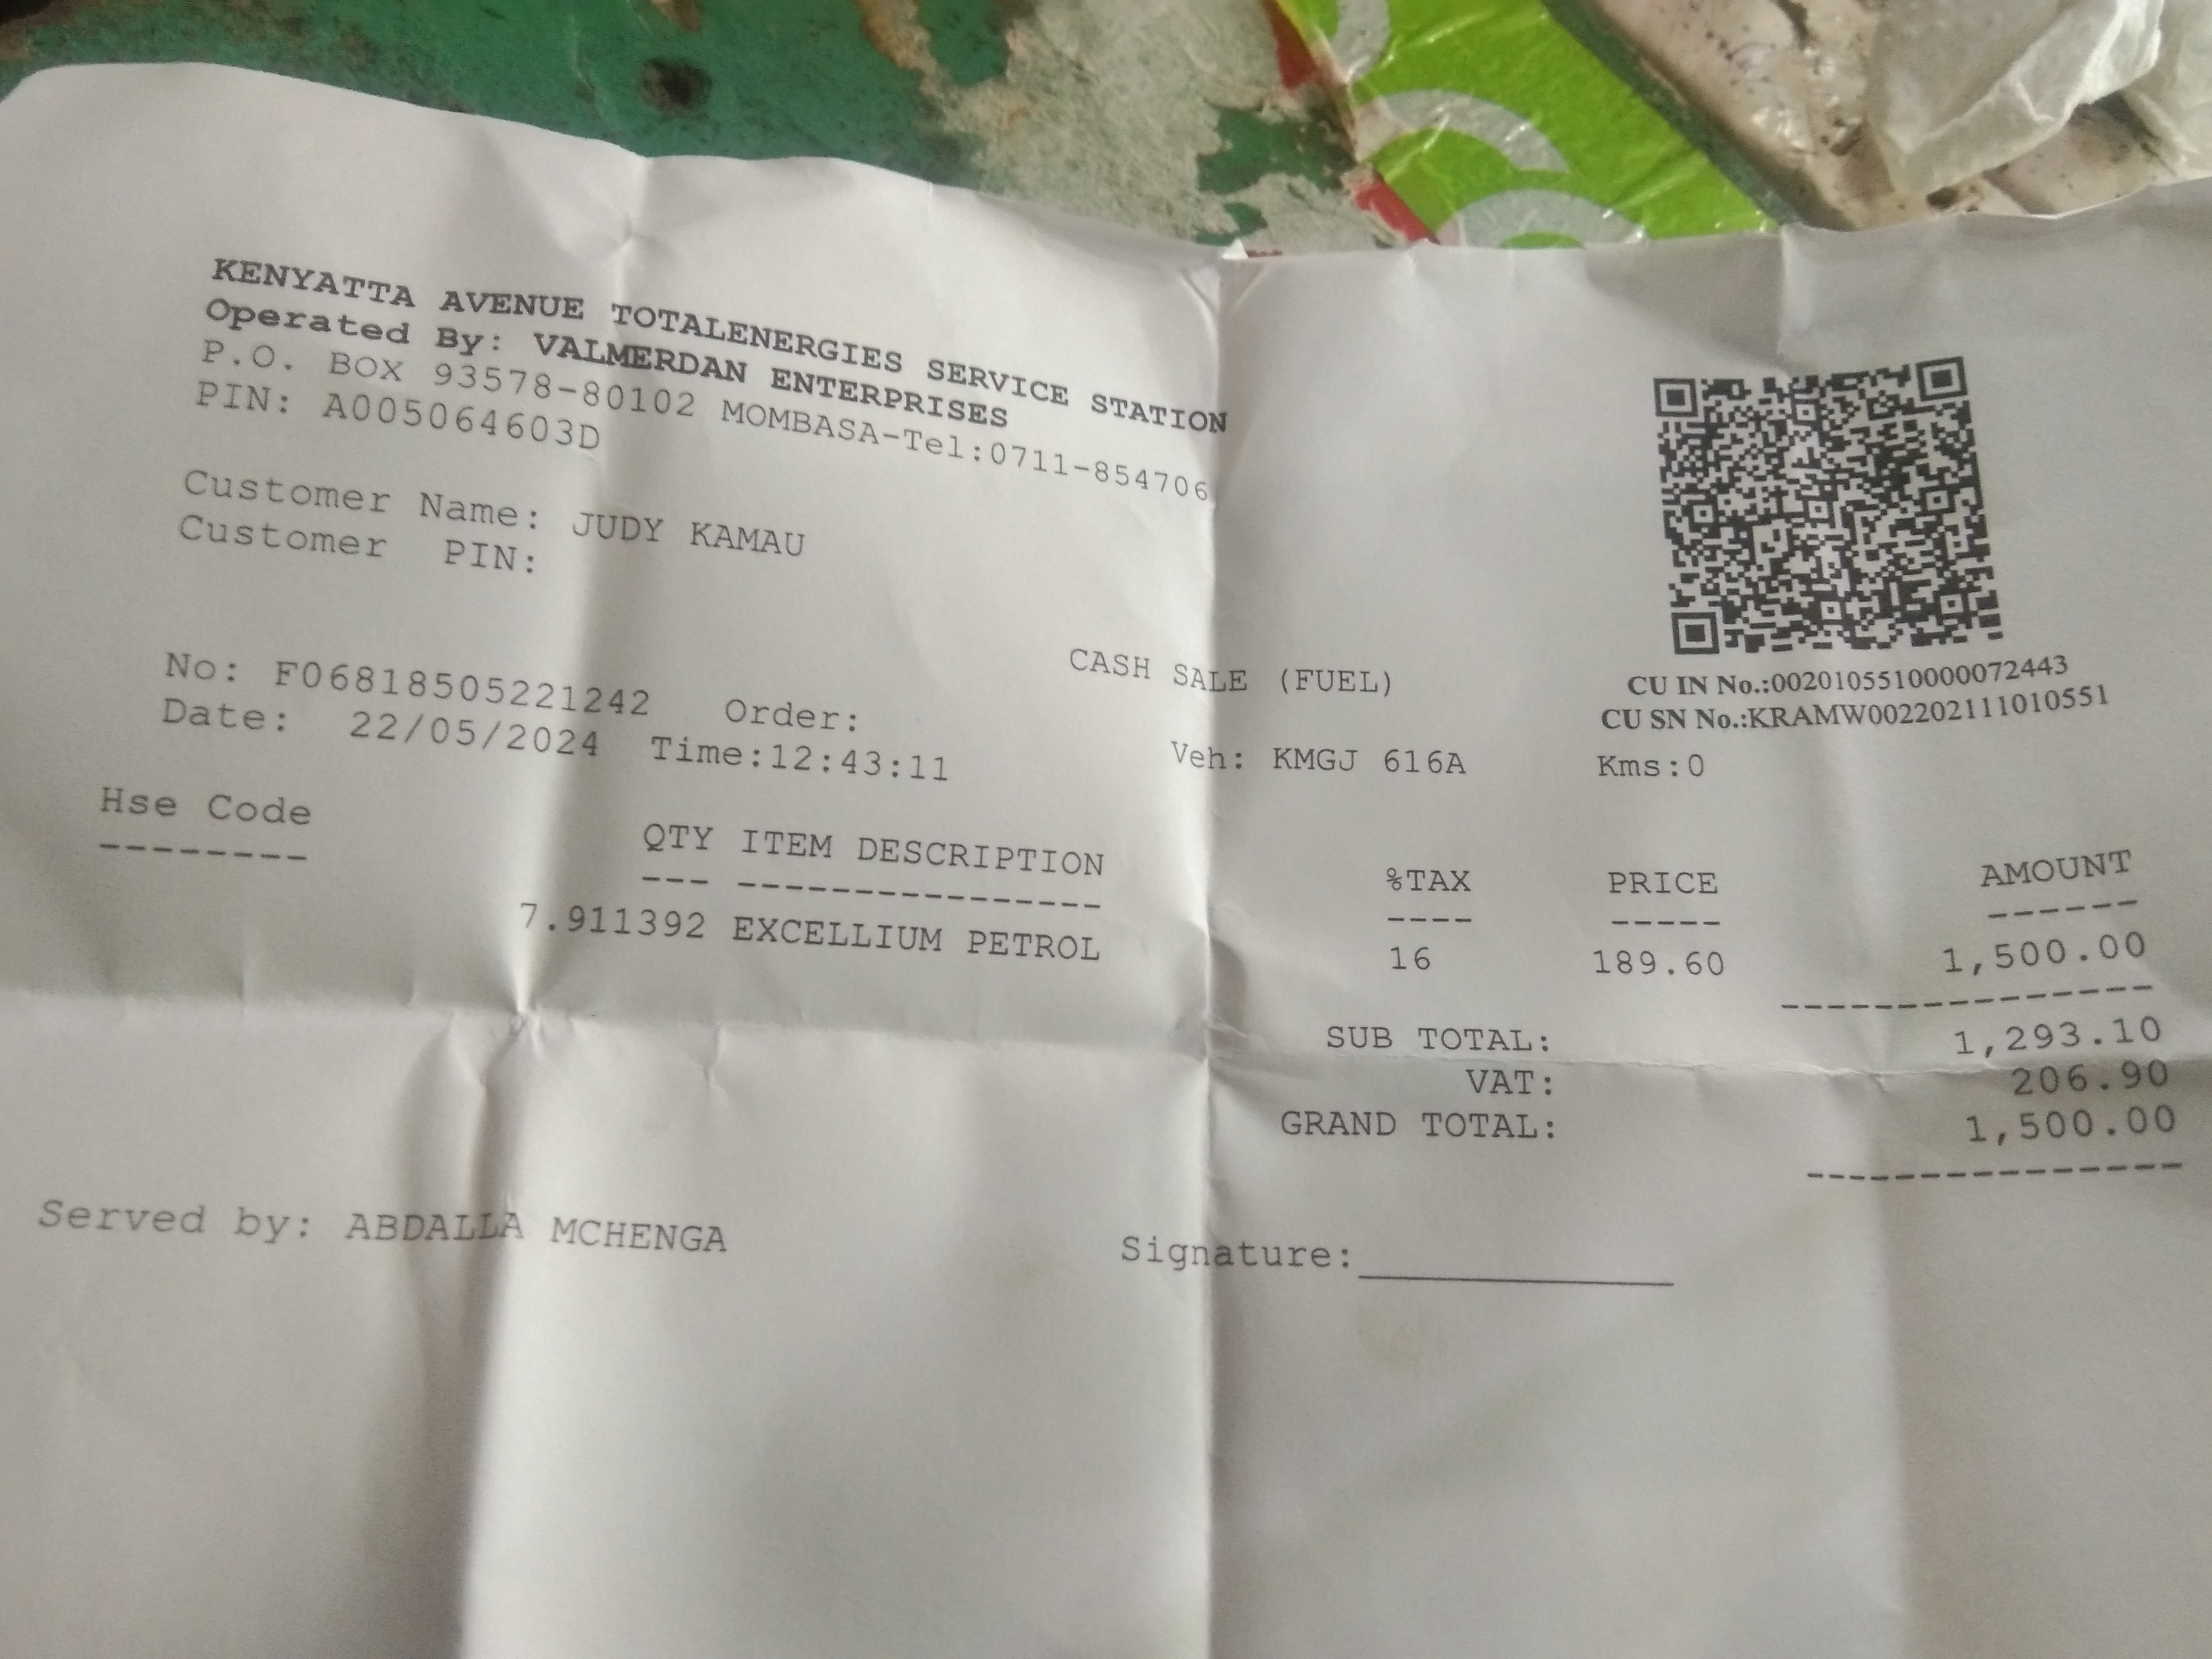 KENYATTA AVENUE TOTALENERGIES SERVICE STATION
Operated By: VALMERDAN ENTERPRISES
P.O. BOX 93578-80102 MOMBASA-Tel:0711-854706
PIN: A005064603D
Customer Name: JUDY KAMAU
Customer PIN:
CASH SALE (FUEL)
CU IN No.:0020105510000072443
CU SN No.:KRAMW002202111010551
No: F06818505221242 Order:
Date: 22/05/2024 Time:12:43:11 Veh: KMGJ 616A Kms:0
Hse Code QTY ITEM DESCRIPTION %TAX PRICE AMOUNT
-------- --- ---------------- ---- ----- ------
7.911392 EXCELLIUM PETROL 16 189.60 1,500.00
---------------
SUB TOTAL: 1,293.10
VAT: 206.90
GRAND TOTAL: 1,500.00
---------------
Served by: ABDALLA MCHENGA Signature: